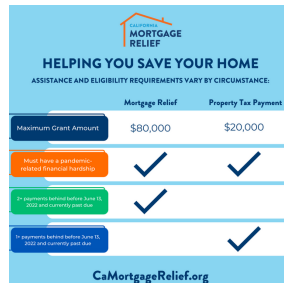 CALIFORNIA
MORTGAGE
RELIEF
HELPING YOU SAVE YOUR HOME
ASSISTANCE AND ELIGIBILITY REQUIREMENTS VARY BY CIRCUMSTANCE:
Mortgage Relief Property Tax Payment
Maximum Grant Amount $80,000 $20,000
Must have a pandemic-
related financial hardship
2+ payments behind before June 13,
2022 and currently past due
1+ payments behind before June 13,
2022 and currently past due
CaMortgageRelief.org